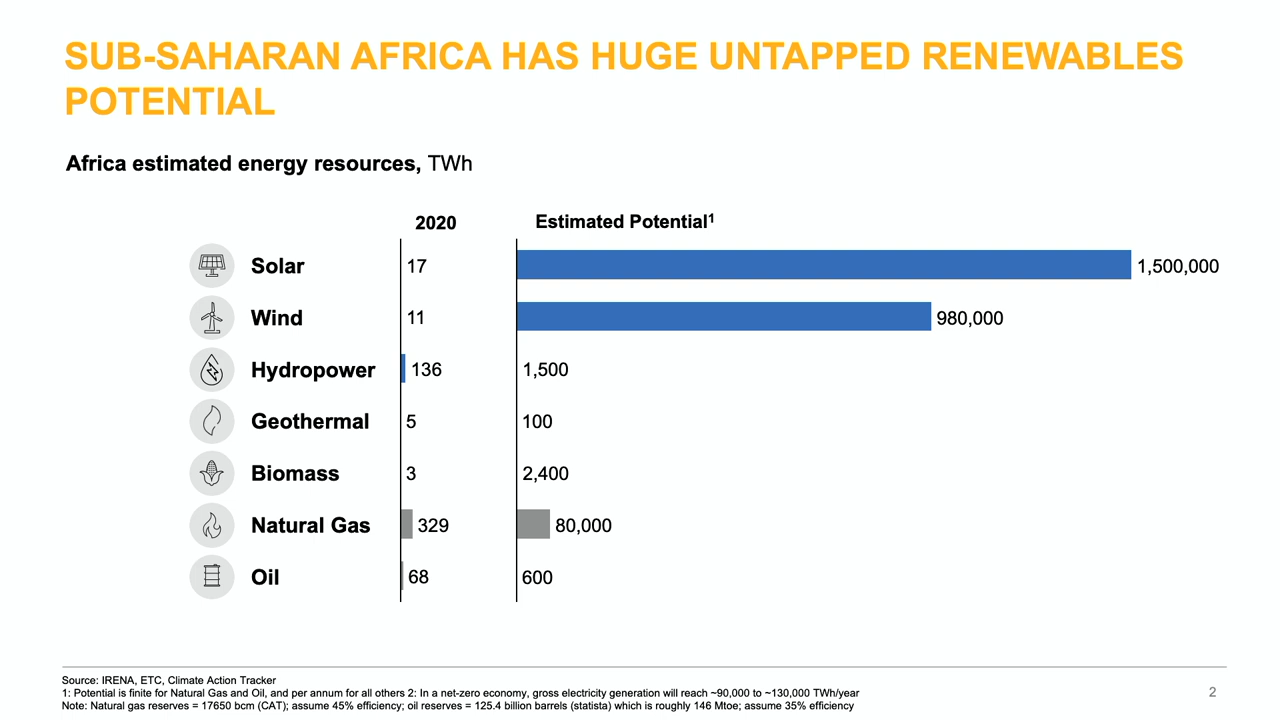 SUB-SAHARAN AFRICA HAS HUGE UNTAPPED RENEWABLES
POTENTIAL
Africa estimated energy resources, TWh
2020 Estimated Potential¹
Solar 17 1,500,000
Wind 11 980,000
Hydropower 136 1,500
Geothermal 5 100
Biomass 3 2,400
Natural Gas 329 80,000
Oil 68 600
Source: IRENA, ETC, Climate Action Tracker
1: Potential is finite for Natural Gas and Oil, and per annum for all others 2: In a net-zero economy, gross electricity generation will reach ~90,000 to ~130,000 TWh/year
Note: Natural gas reserves = 17650 bcm (CAT); assume 45% efficiency; oil reserves = 125.4 billion barrels (statista) which is roughly 146 Mtoe; assume 35% efficiency
2